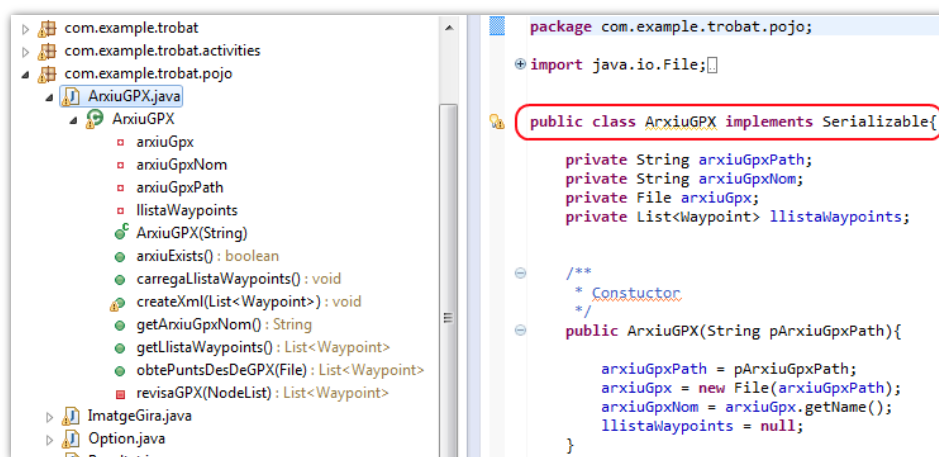 com.example.trobat
com.example.trobat.activities
com.example.trobat.pojo
ArxiuGPX.java
ArxiuGPX
arxiuGpx
arxiuGpxNom
arxiuGpxPath
llistaWaypoints
ArxiuGPX(String)
arxiuExists() : boolean
carregaLlistaWaypoints() : void
createXml(List<Waypoint>) : void
getArxiuGpxNom() : String
getLlistaWaypoints() : List<Waypoint>
obtePuntsDesDeGPX(File) : List<Waypoint>
revisaGPX(NodeList) : List<Waypoint>
ImatgeGira.java
Option.java
package com.example.trobat.pojo;
import java.io.File;
public class ArxiuGPX implements Serializable{
private String arxiuGpxPath;
private String arxiuGpxNom;
private File arxiuGpx;
private List<Waypoint> llistaWaypoints;
/**
* Constuctor
*/
public ArxiuGPX(String pArxiuGpxPath){
arxiuGpxPath = pArxiuGpxPath;
arxiuGpx = new File(arxiuGpxPath);
arxiuGpxNom = arxiuGpx.getName();
llistaWaypoints = null;
}